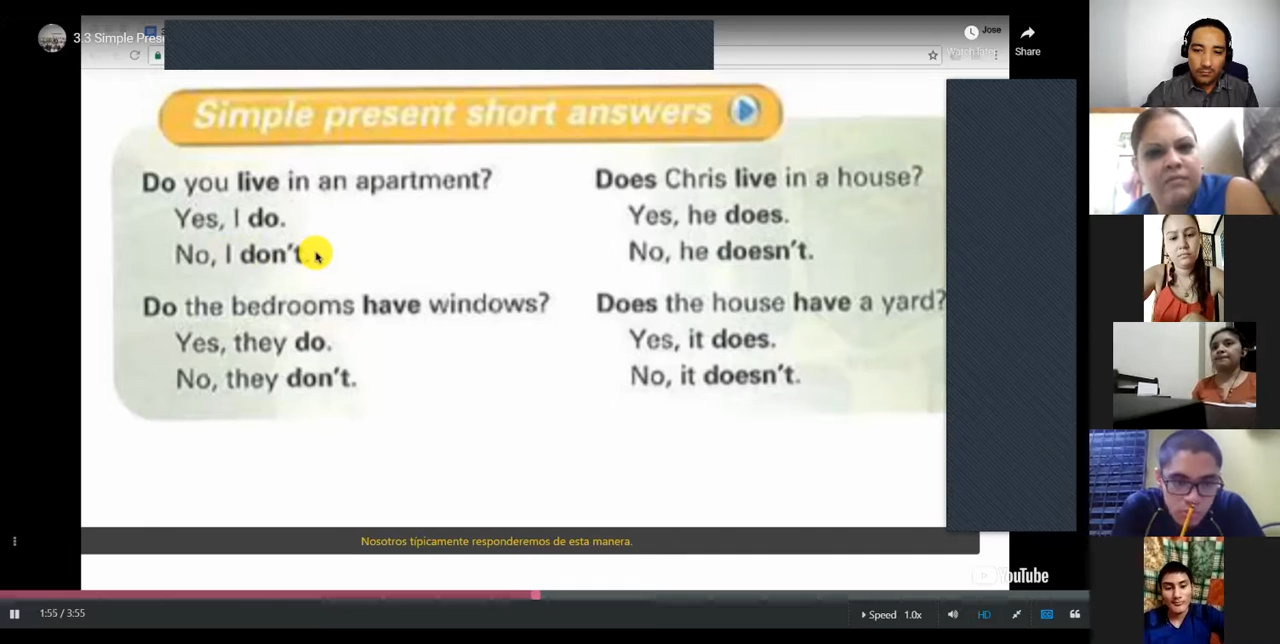 3.3 Simple Prese
Jose
Watch later
Share
Simple present short answers
Do you live in an apartment?
Yes, I do.
No, I don't.
Do the bedrooms have windows?
Yes, they do.
No, they don't.
Does Chris live in a house?
Yes, he does.
No, he doesn't.
Does the house have a yard?
Yes, it does.
No, it doesn't.
Nosotros típicamente responderemos de esta manera.
YouTube
1:55 / 3:55
Speed 1.0x
HD